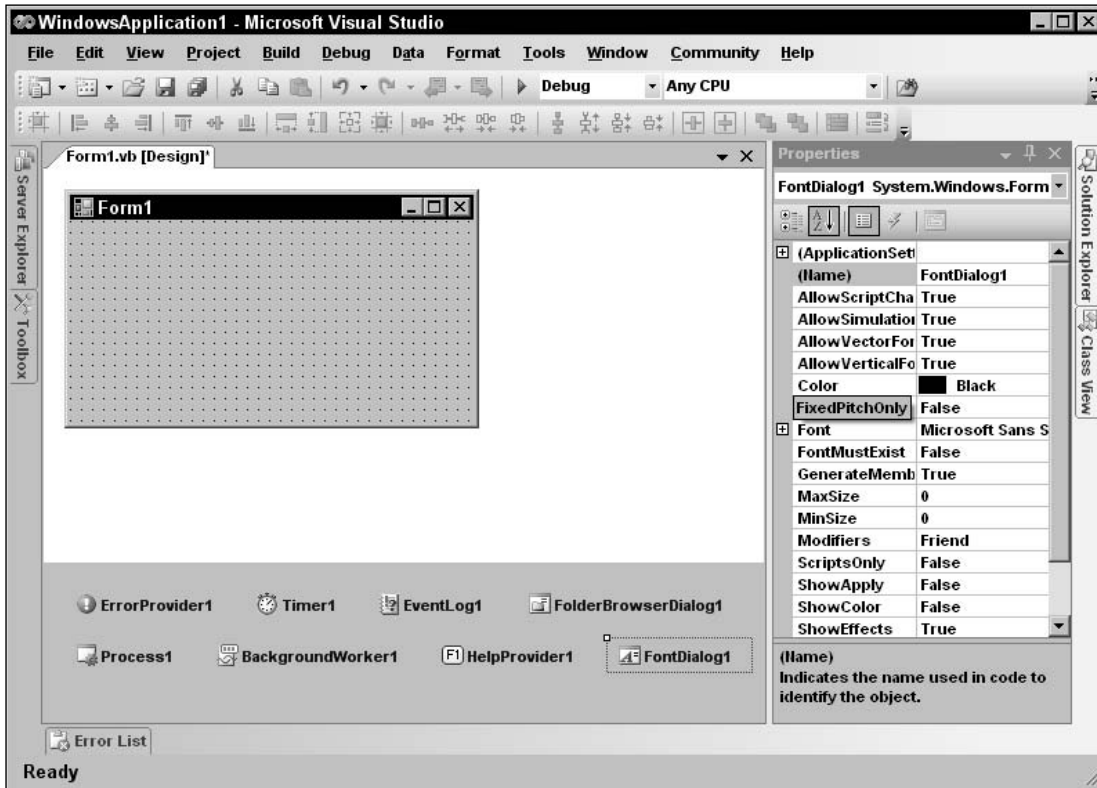 WindowsApplication1 - Microsoft Visual Studio
File Edit View Project Build Debug Data Format Tools Window Community Help
Debug Any CPU
Form1.vb [Design]*
Server Explorer
Toolbox
Form1
ErrorProvider1 Timer1 EventLog1 FolderBrowserDialog1
Process1 BackgroundWorker1 F1 HelpProvider1 FontDialog1
Properties
FontDialog1 System.Windows.Form
A
Z
(ApplicationSett
(Name) FontDialog1
AllowScriptCha True
AllowSimulation True
AllowVectorFor True
AllowVerticalFo True
Color Black
FixedPitchOnly False
Font Microsoft Sans S
FontMustExist False
GenerateMemb True
MaxSize 0
MinSize 0
Modifiers Friend
ScriptsOnly False
ShowApply False
ShowColor False
ShowEffects True
(Name)
Indicates the name used in code to
identify the object.
Solution Explorer
Class View
Error List
Ready